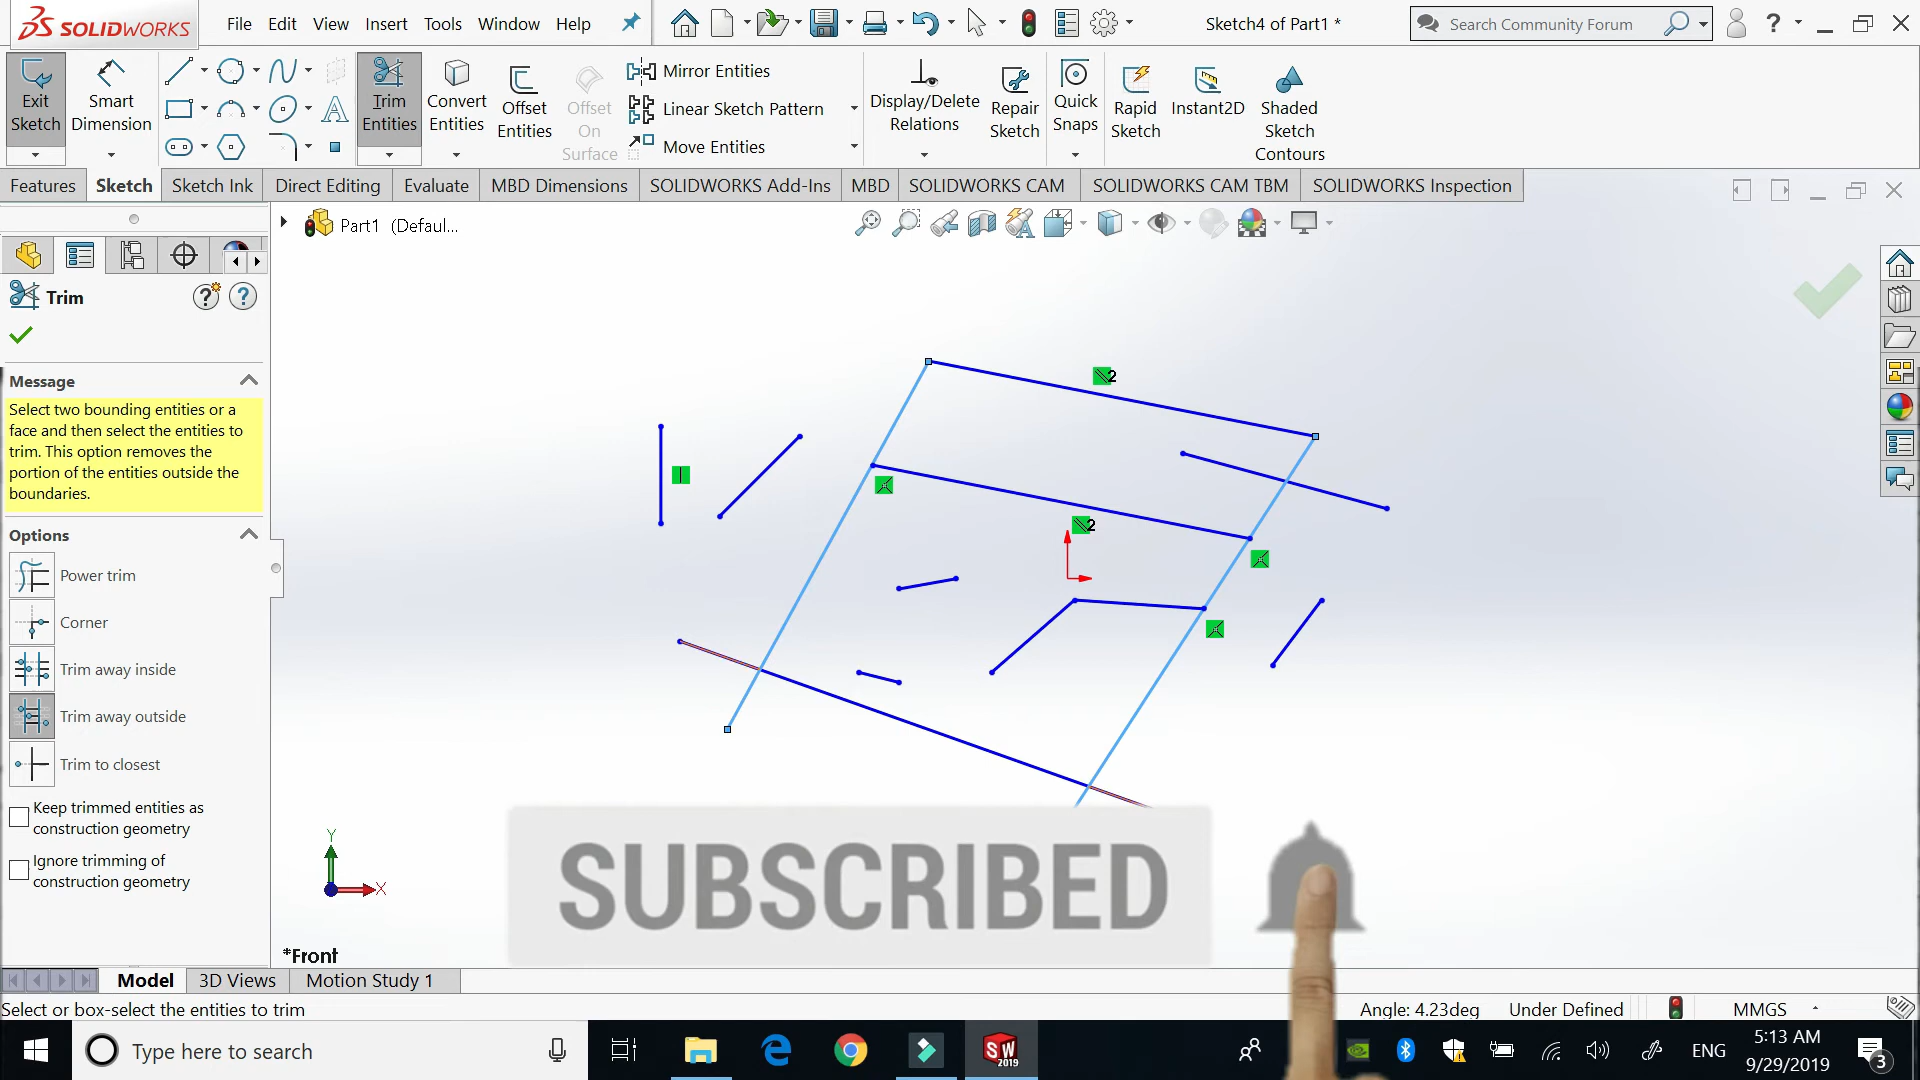 SOLIDWORKS File Edit View Insert Tools Window Help Sketch4 of Part1 * Search Community Forum ?
Exit Sketch
Smart Dimension
Trim Entities
Convert Entities
Offset Entities
Offset On Surface
Mirror Entities
Linear Sketch Pattern
Move Entities
Display/Delete Relations
Repair Sketch
Quick Snaps
Rapid Sketch
Instant2D
Shaded Sketch Contours
Features Sketch Sketch Ink Direct Editing Evaluate MBD Dimensions SOLIDWORKS Add-Ins MBD SOLIDWORKS CAM SOLIDWORKS CAM TBM SOLIDWORKS Inspection
Part1 (Defaul...
Trim
Message
Select two bounding entities or a
face and then select the entities to
trim. This option removes the
portion of the entities outside the
boundaries.
Options
Power trim
Corner
Trim away inside
Trim away outside
Trim to closest
Keep trimmed entities as
construction geometry
Ignore trimming of
construction geometry
2
2
Y
X
*Front
SUBSCRIBED
Model 3D Views Motion Study 1
Select or box-select the entities to trim Angle: 4.23deg Under Defined MMGS
Type here to search
SW
2019
ENG
5:13 AM
9/29/2019
3